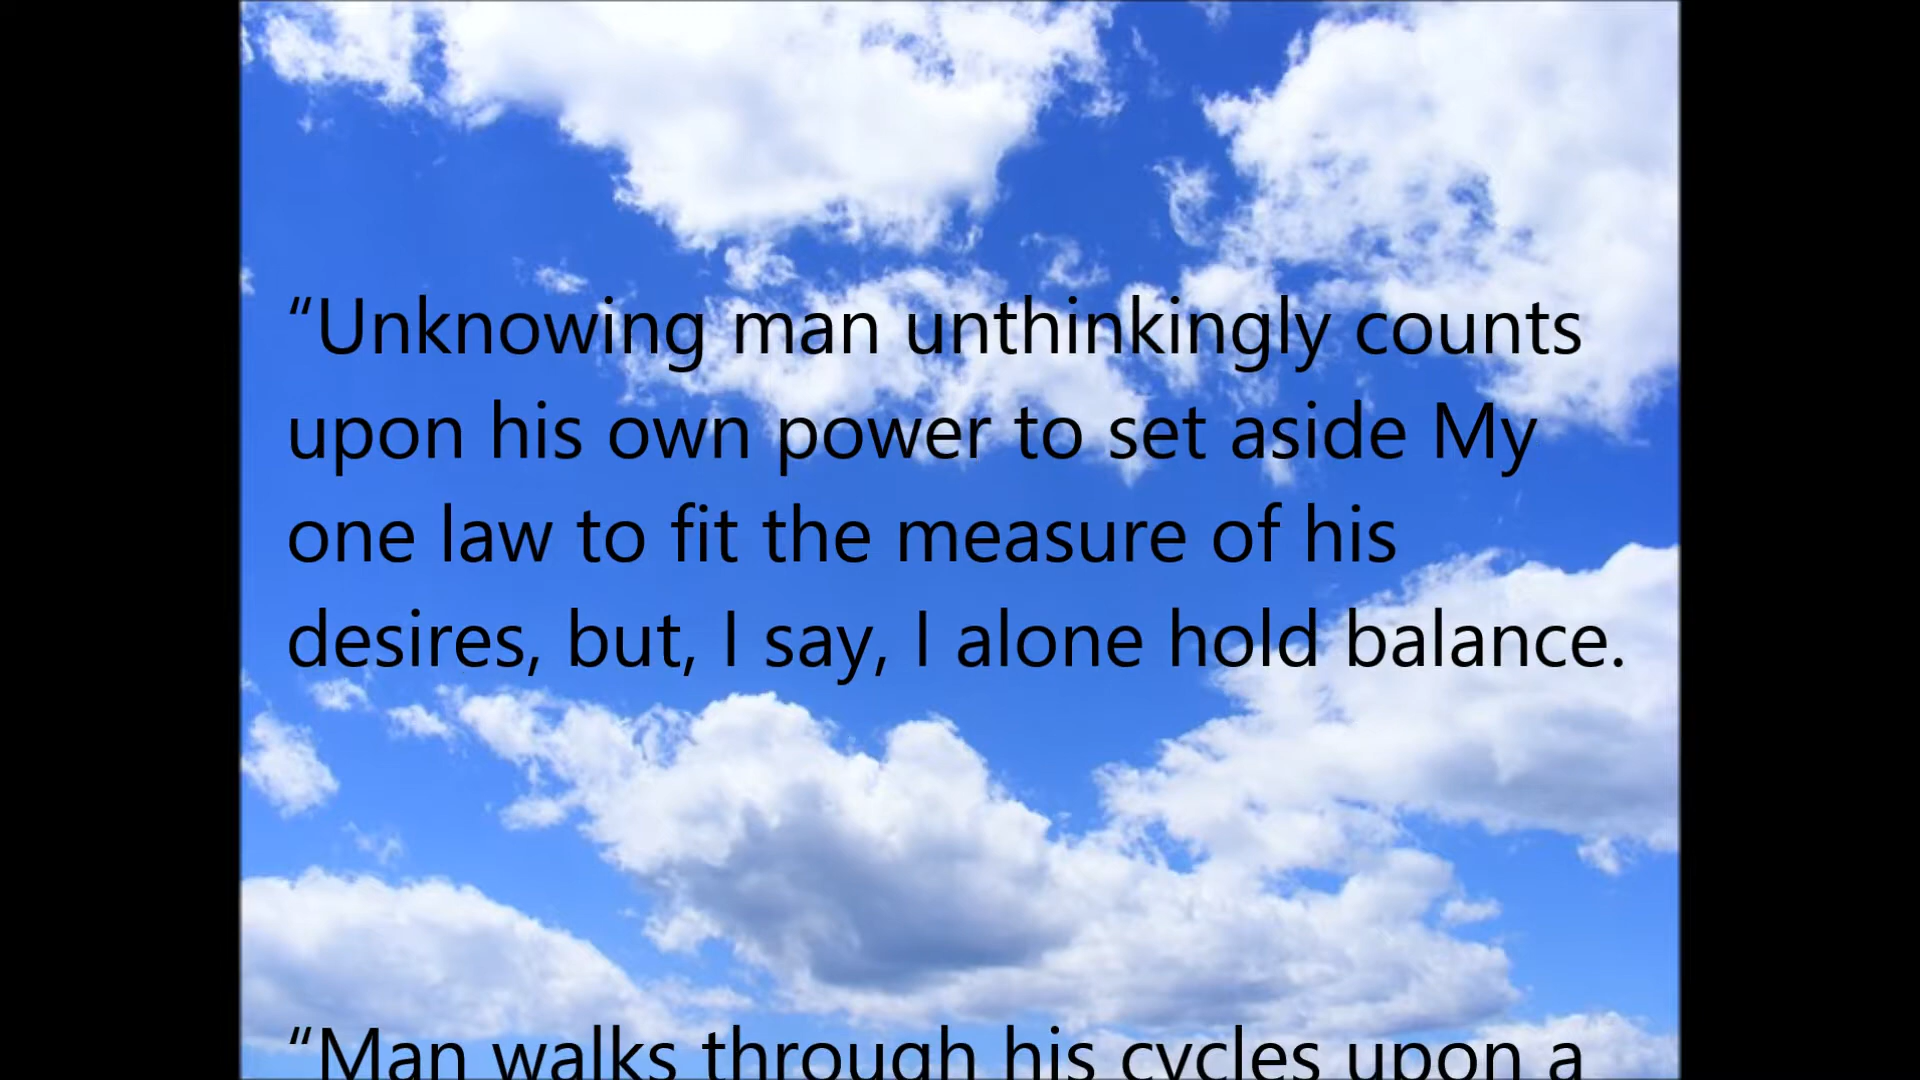 “Unknowing man unthinkingly counts
upon his own power to set aside My
one law to fit the measure of his
desires, but, I say, I alone hold balance.
“Man walks through his cycles upon a